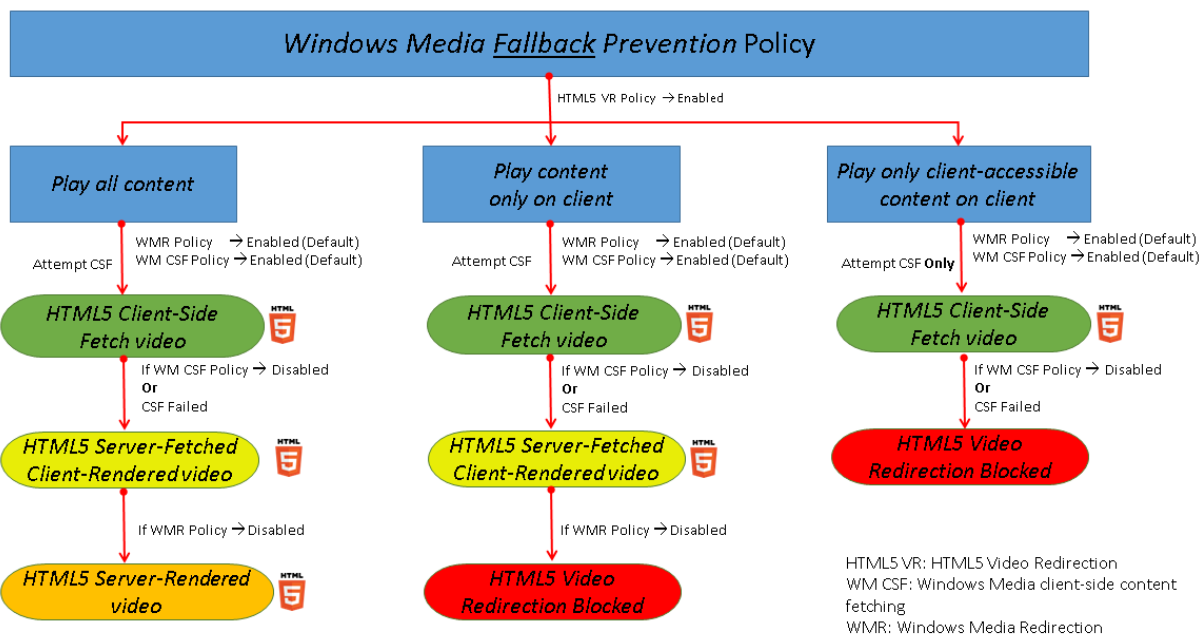 Windows Media Fallback Prevention Policy
HTML5 VR Policy → Enabled
Play all content
WMR Policy → Enabled (Default)
WM CSF Policy → Enabled (Default)
Attempt CSF
HTML5 Client-Side
Fetch video
HTML
5
If WM CSF Policy → Disabled
Or
CSF Failed
HTML5 Server-Fetched
Client-Rendered video
HTML
5
If WMR Policy → Disabled
HTML5 Server-Rendered
video
HTML
5
Play content
only on client
WMR Policy → Enabled (Default)
WM CSF Policy → Enabled (Default)
Attempt CSF
HTML5 Client-Side
Fetch video
HTML
5
If WM CSF Policy → Disabled
Or
CSF Failed
HTML5 Server-Fetched
Client-Rendered video
HTML
5
If WMR Policy → Disabled
HTML5 Video
Redirection Blocked
Play only client-accessible
content on client
WMR Policy → Enabled (Default)
WM CSF Policy → Enabled (Default)
Attempt CSF Only
HTML5 Client-Side
Fetch video
HTML
5
If WM CSF Policy → Disabled
Or
CSF Failed
HTML5 Video
Redirection Blocked
HTML5 VR: HTML5 Video Redirection
WM CSF: Windows Media client-side content
fetching
WMR: Windows Media Redirection